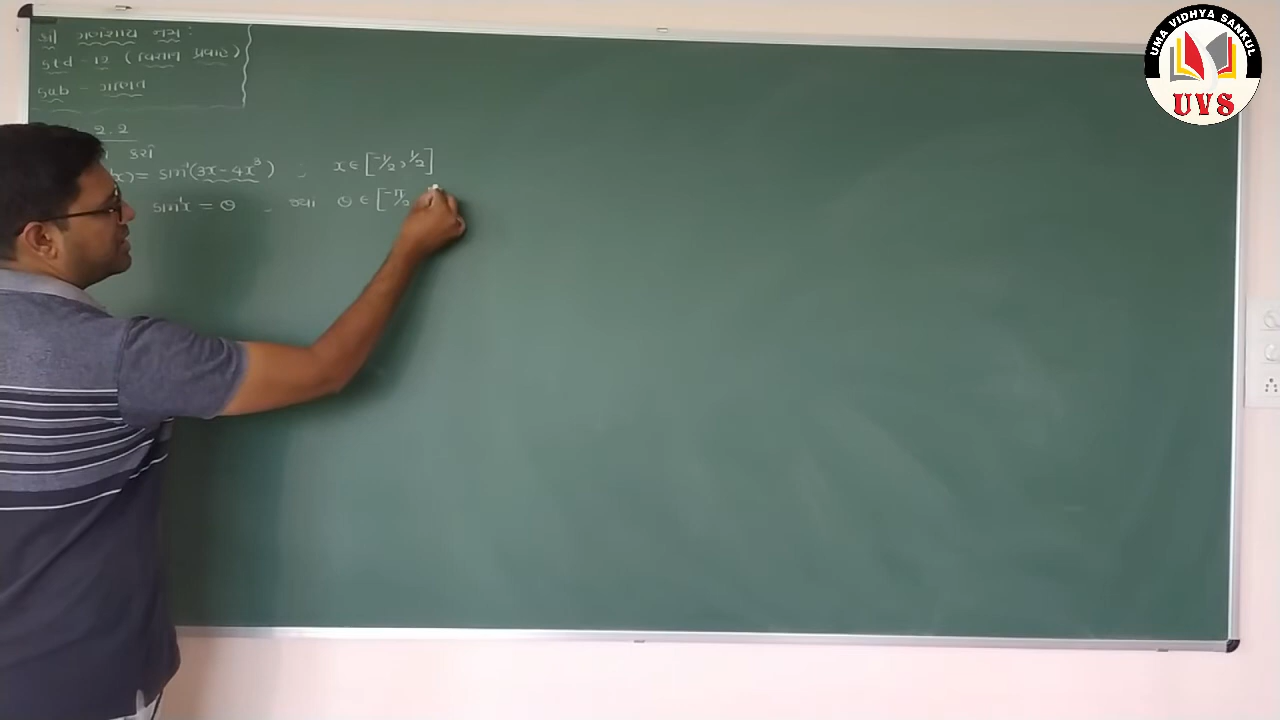 શ્રી ગણેશાય નમઃ
Std - 12 (વિજ્ઞાન પ્રવાહ)
Sub - ગણિત
2.2
કરો
x) = sin⁻¹(3x - 4x³) ; x ∈ [-1/2, 1/2]
sin⁻¹x = θ , જ્યાં θ ∈ [-π/2
UMA VIDHYA SANKUL
UVS